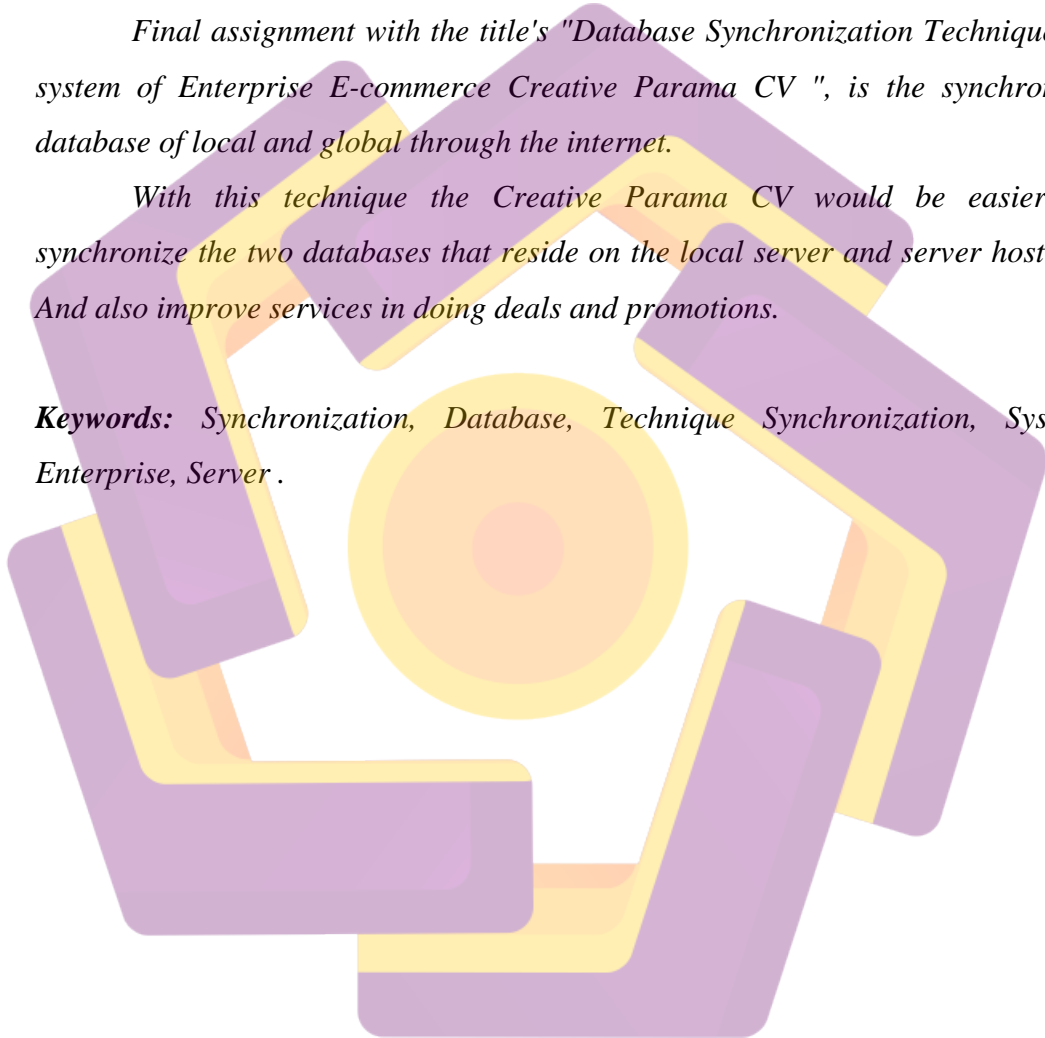 Final assignment with the title's "Database Synchronization Technique
system of Enterprise E-commerce Creative Parama CV ", is the synchron
database of local and global through the internet.
With this technique the Creative Parama CV would be easier
synchronize the two databases that reside on the local server and server host
And also improve services in doing deals and promotions.
Keywords: Synchronization, Database, Technique Synchronization, Sys
Enterprise, Server .